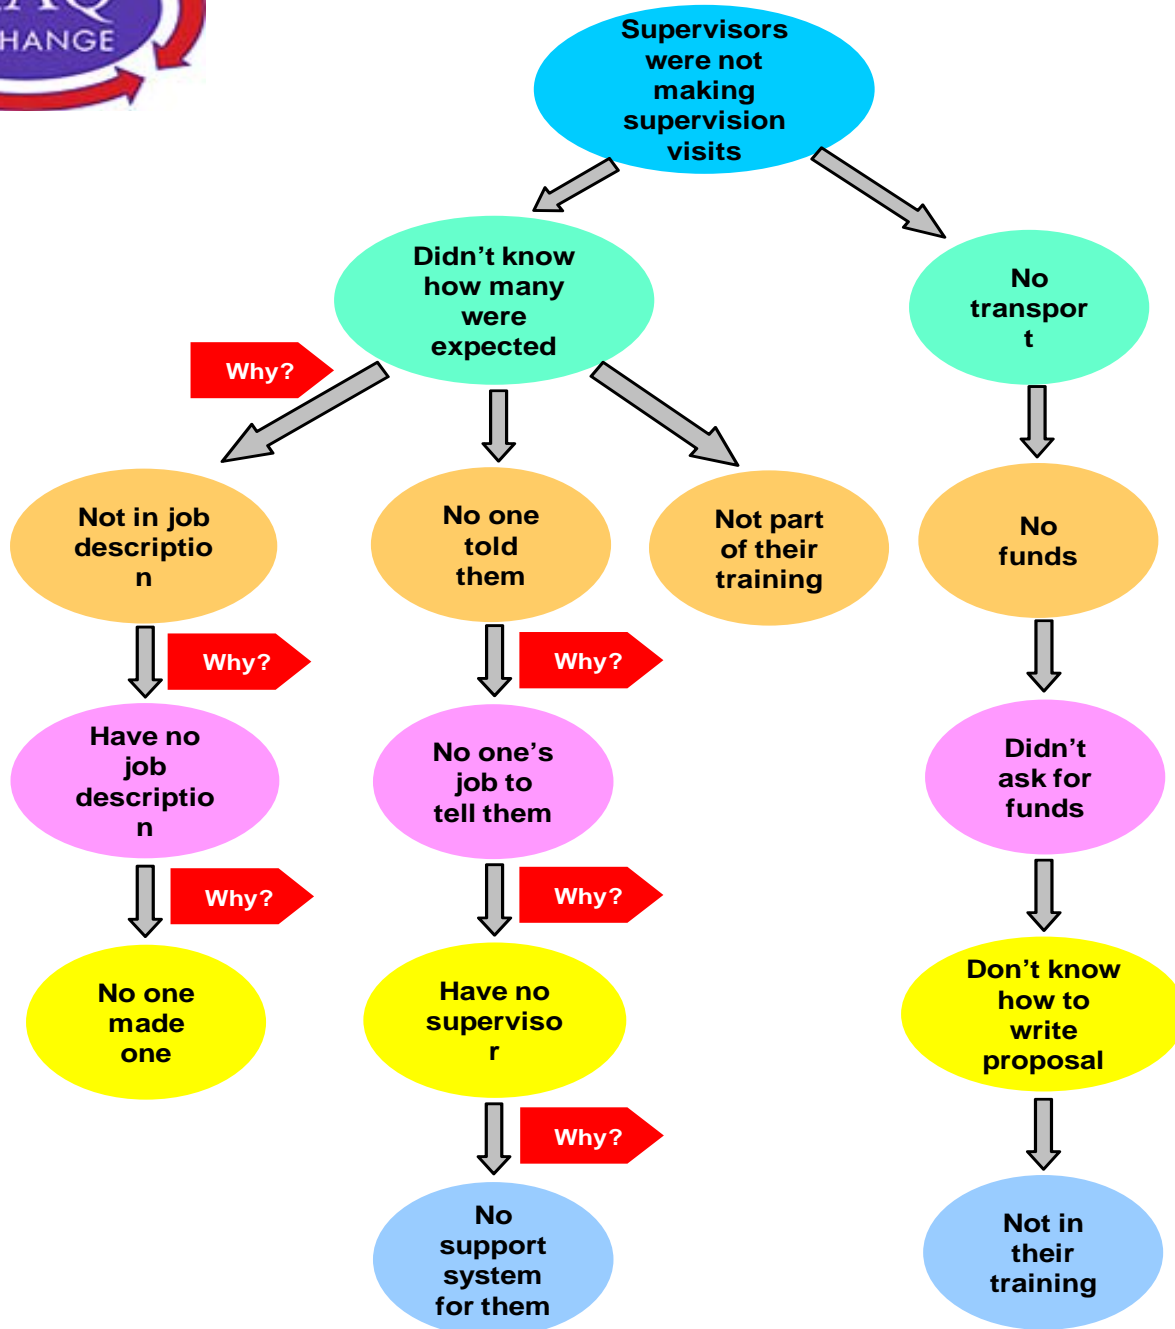 HANGE
Supervisors
were not
making
supervision
visits
Didn't know
how many
were
expected
No
transpor
t
Why?
Not in job
descriptio
n
No one
told
them
Not part
of their
training
No
funds
Why?
Why?
Have no
job
descriptio
n
No one's
job to
tell them
Didn't
ask for
funds
Why?
Why?
No one
made
one
Have no
superviso
r
Don't know
how to
write
proposal
Why?
No
support
system
for them
Not in
their
training